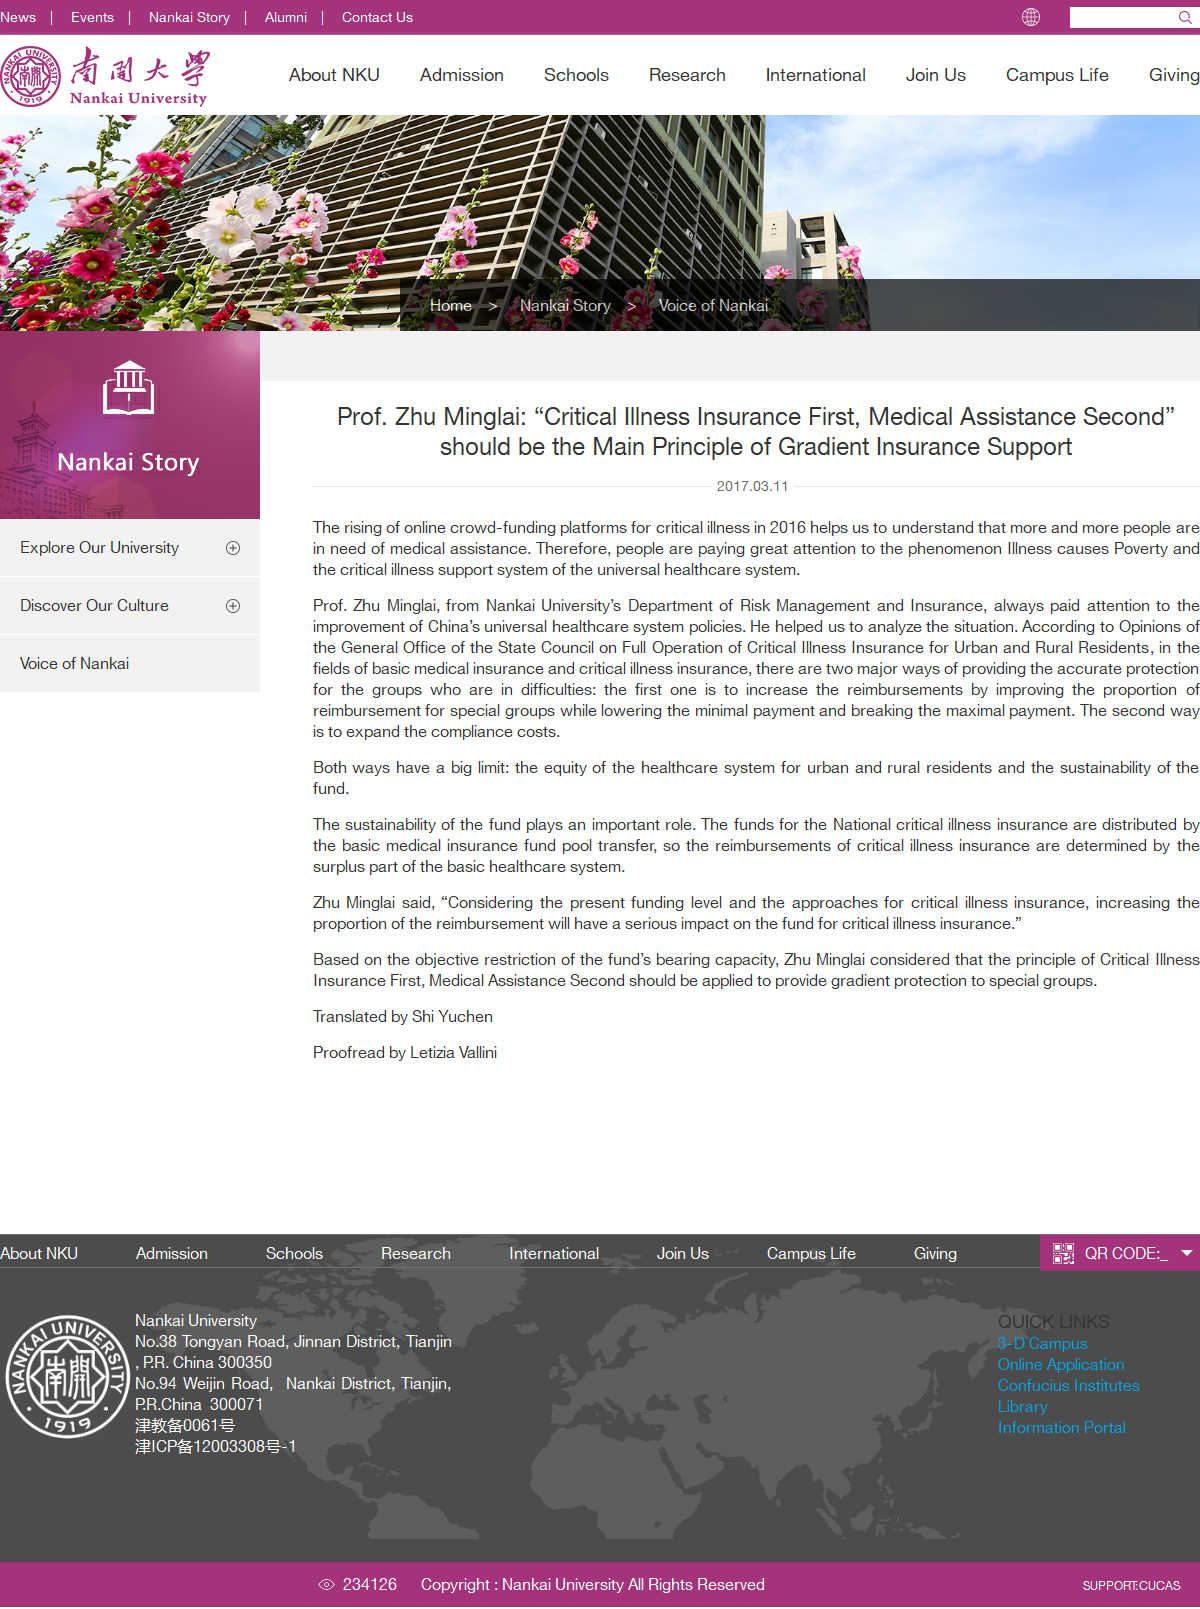 News | Events | Nankai Story | Alumni | Contact Us
NANKAI UNIVERSITY
1919
南開大學
Nankai University
About NKU Admission Schools Research International Join Us Campus Life Giving
Home > Nankai Story > Voice of Nankai
Nankai Story
Explore Our University
Discover Our Culture
Voice of Nankai
Prof. Zhu Minglai: “Critical Illness Insurance First, Medical Assistance Second”
should be the Main Principle of Gradient Insurance Support
2017.03.11
The rising of online crowd-funding platforms for critical illness in 2016 helps us to understand that more and more people are
in need of medical assistance. Therefore, people are paying great attention to the phenomenon Illness causes Poverty and
the critical illness support system of the universal healthcare system.
Prof. Zhu Minglai, from Nankai University’s Department of Risk Management and Insurance, always paid attention to the
improvement of China’s universal healthcare system policies. He helped us to analyze the situation. According to Opinions of
the General Office of the State Council on Full Operation of Critical Illness Insurance for Urban and Rural Residents, in the
fields of basic medical insurance and critical illness insurance, there are two major ways of providing the accurate protection
for the groups who are in difficulties: the first one is to increase the reimbursements by improving the proportion of
reimbursement for special groups while lowering the minimal payment and breaking the maximal payment. The second way
is to expand the compliance costs.
Both ways have a big limit: the equity of the healthcare system for urban and rural residents and the sustainability of the
fund.
The sustainability of the fund plays an important role. The funds for the National critical illness insurance are distributed by
the basic medical insurance fund pool transfer, so the reimbursements of critical illness insurance are determined by the
surplus part of the basic healthcare system.
Zhu Minglai said, “Considering the present funding level and the approaches for critical illness insurance, increasing the
proportion of the reimbursement will have a serious impact on the fund for critical illness insurance.”
Based on the objective restriction of the fund’s bearing capacity, Zhu Minglai considered that the principle of Critical Illness
Insurance First, Medical Assistance Second should be applied to provide gradient protection to special groups.
Translated by Shi Yuchen
Proofread by Letizia Vallini
About NKU Admission Schools Research International Join Us Campus Life Giving
QR CODE:_
NANKAI UNIVERSITY
南開
1919
Nankai University
No.38 Tongyan Road, Jinnan District, Tianjin
, P.R. China 300350
No.94 Weijin Road, Nankai District, Tianjin,
P.R.China 300071
津教备0061号
津ICP备12003308号-1
QUICK LINKS
3-D Campus
Online Application
Confucius Institutes
Library
Information Portal
234126 Copyright : Nankai University All Rights Reserved
SUPPORT:CUCAS